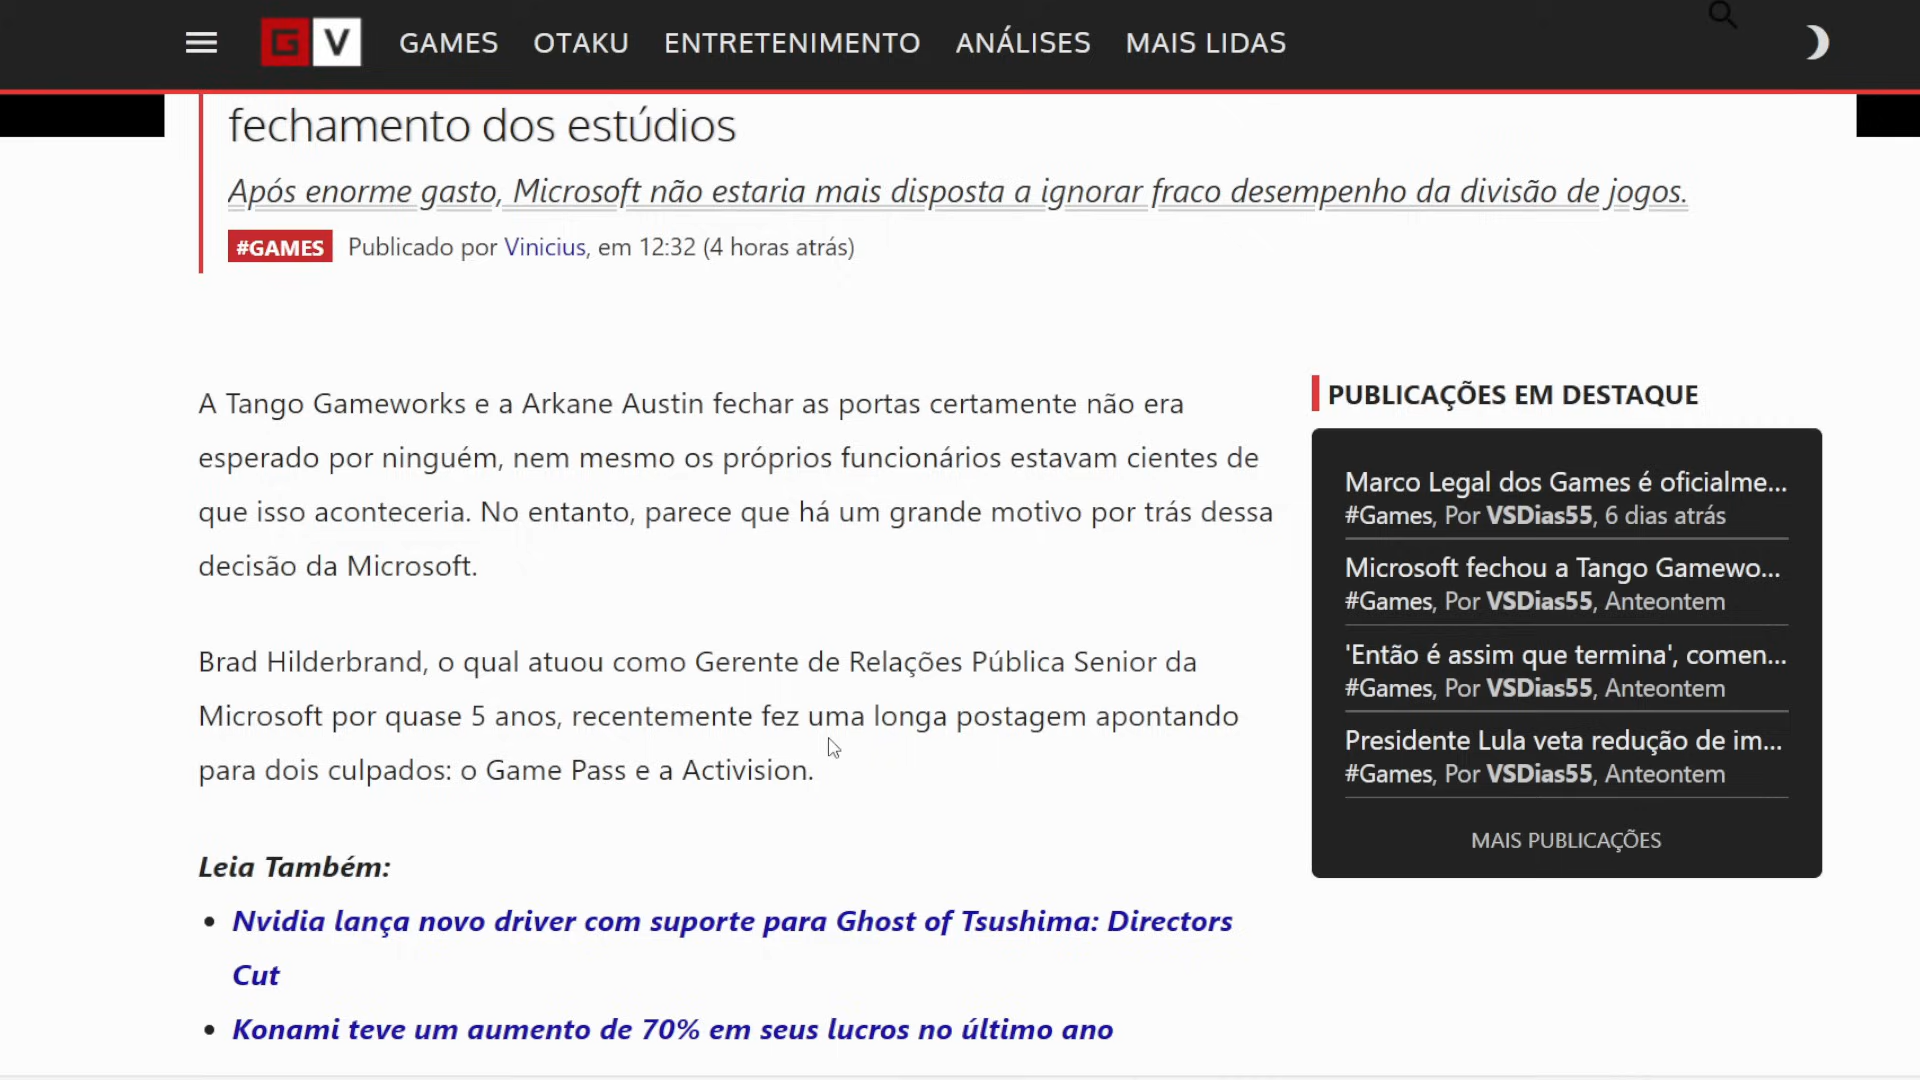 G V GAMES OTAKU ENTRETENIMENTO ANÁLISES MAIS LIDAS
fechamento dos estúdios
Após enorme gasto, Microsoft não estaria mais disposta a ignorar fraco desempenho da divisão de jogos.
#GAMES Publicado por Vinicius, em 12:32 (4 horas atrás)
A Tango Gameworks e a Arkane Austin fechar as portas certamente não era
esperado por ninguém, nem mesmo os próprios funcionários estavam cientes de
que isso aconteceria. No entanto, parece que há um grande motivo por trás dessa
decisão da Microsoft.
Brad Hilderbrand, o qual atuou como Gerente de Relações Pública Senior da
Microsoft por quase 5 anos, recentemente fez uma longa postagem apontando
para dois culpados: o Game Pass e a Activision.
Leia Também:
• Nvidia lança novo driver com suporte para Ghost of Tsushima: Directors
Cut
• Konami teve um aumento de 70% em seus lucros no último ano
PUBLICAÇÕES EM DESTAQUE
Marco Legal dos Games é oficialme...
#Games, Por VSDias55, 6 dias atrás
Microsoft fechou a Tango Gamewo...
#Games, Por VSDias55, Anteontem
'Então é assim que termina', comen...
#Games, Por VSDias55, Anteontem
Presidente Lula veta redução de im...
#Games, Por VSDias55, Anteontem
MAIS PUBLICAÇÕES